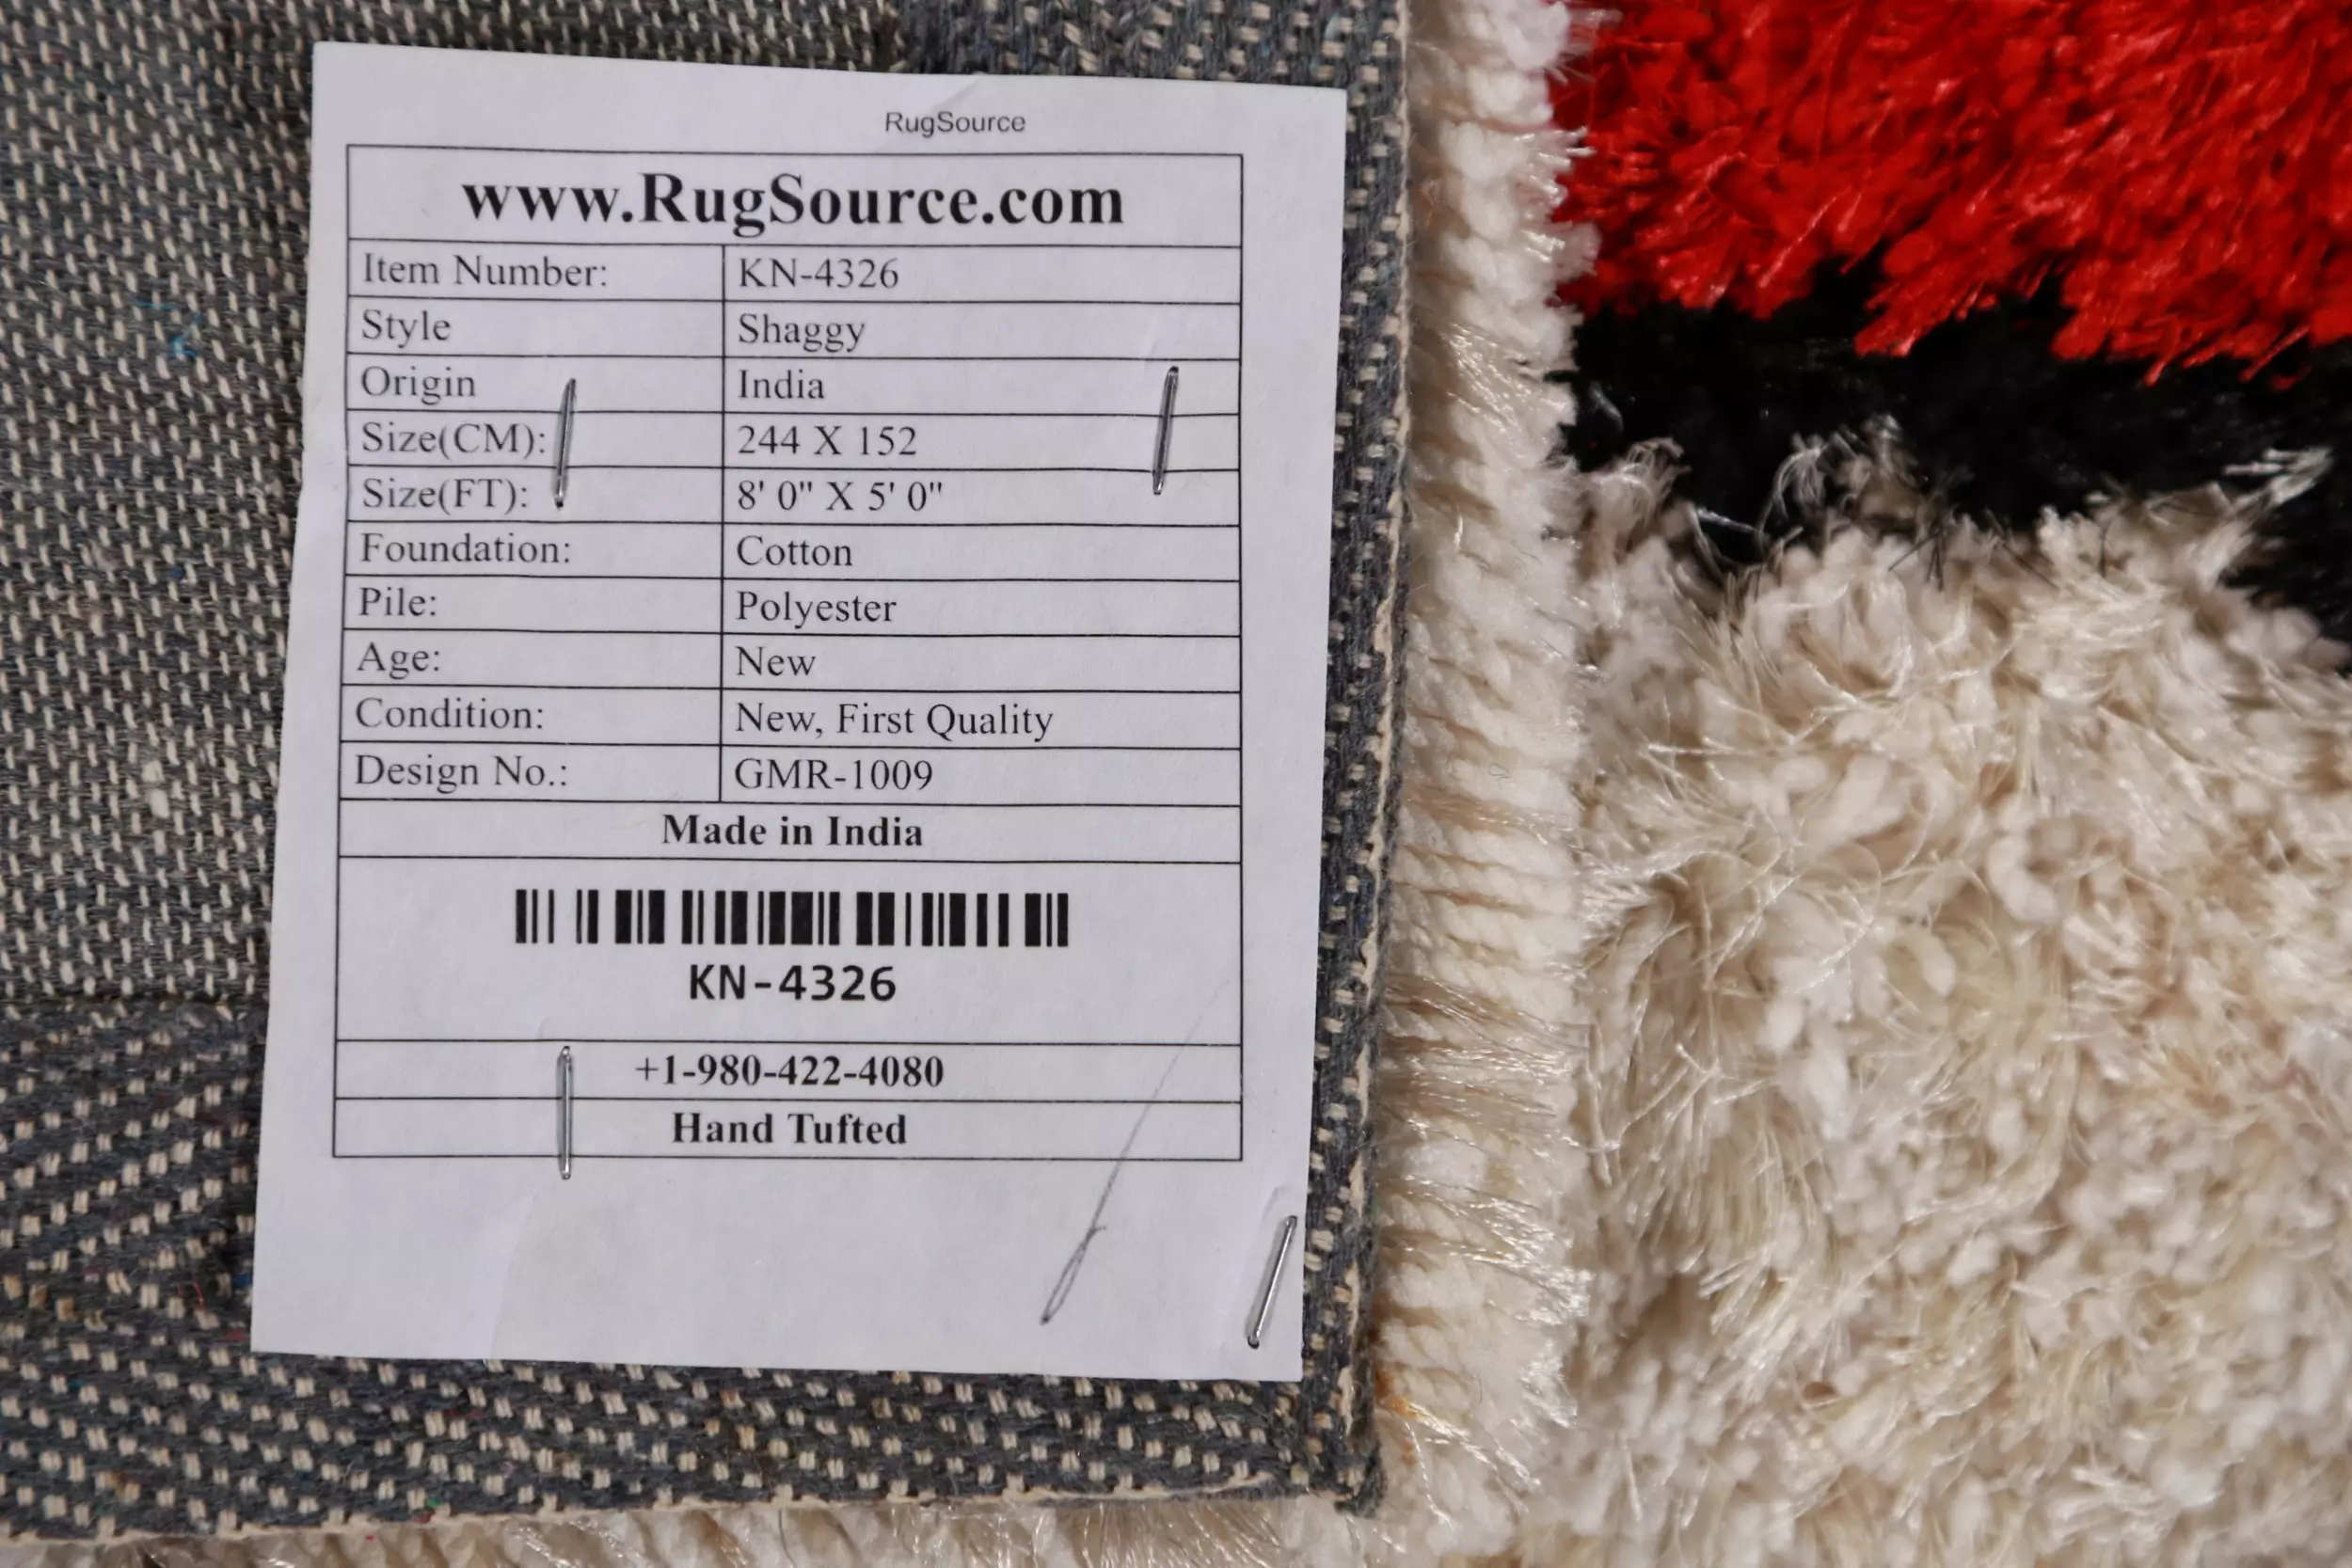 RugSource
www.RugSource.com
Item Number: KN-4326
Style Shaggy
Origin India
Size(CM): 244 X 152
Size(FT): 8' 0" X 5' 0"
Foundation: Cotton
Pile: Polyester
Age: New
Condition: New, First Quality
Design No.: GMR-1009
Made in India
KN-4326
+1-980-422-4080
Hand Tufted